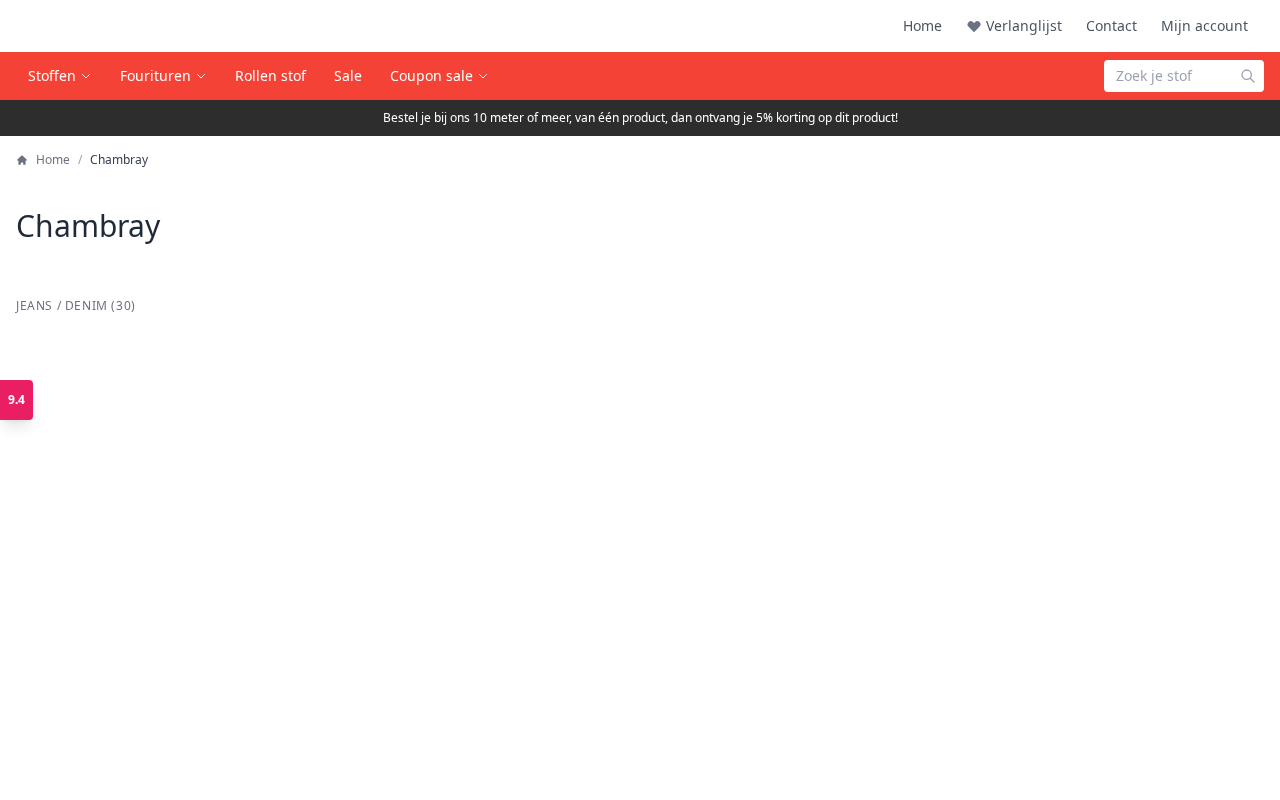 Home Verlanglijst Contact Mijn account
Stoffen Fourituren Rollen stof Sale Coupon sale Zoek je stof
Bestel je bij ons 10 meter of meer, van één product, dan ontvang je 5% korting op dit product!
Home / Chambray
Chambray
JEANS / DENIM (30)
9.4